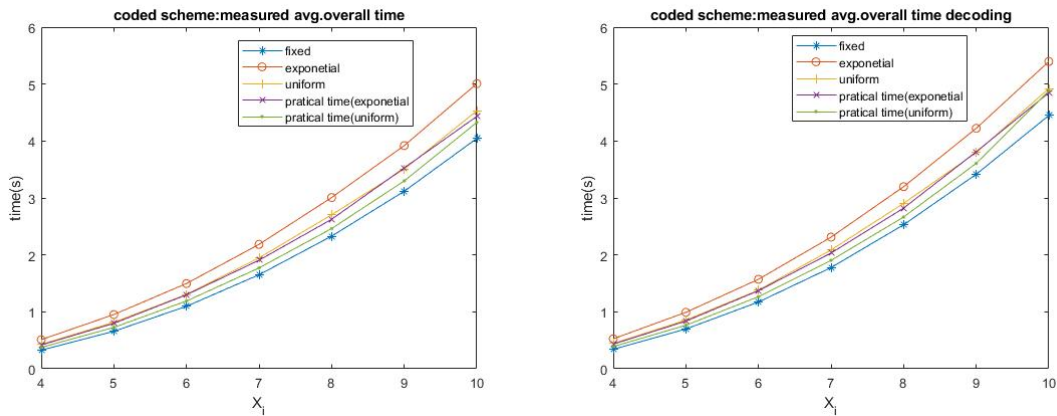 coded scheme:measured avg.overall time
6
5
4
3
2
1
0
time(s)
fixed
exponetial
uniform
pratical time(exponetial
pratical time(uniform)
4 5 6 7 8 9 10
X_i
coded scheme:measured avg.overall time decoding
6
5
4
3
2
1
0
time(s)
fixed
exponetial
uniform
pratical time(exponetial
pratical time(uniform)
4 5 6 7 8 9 10
X_i